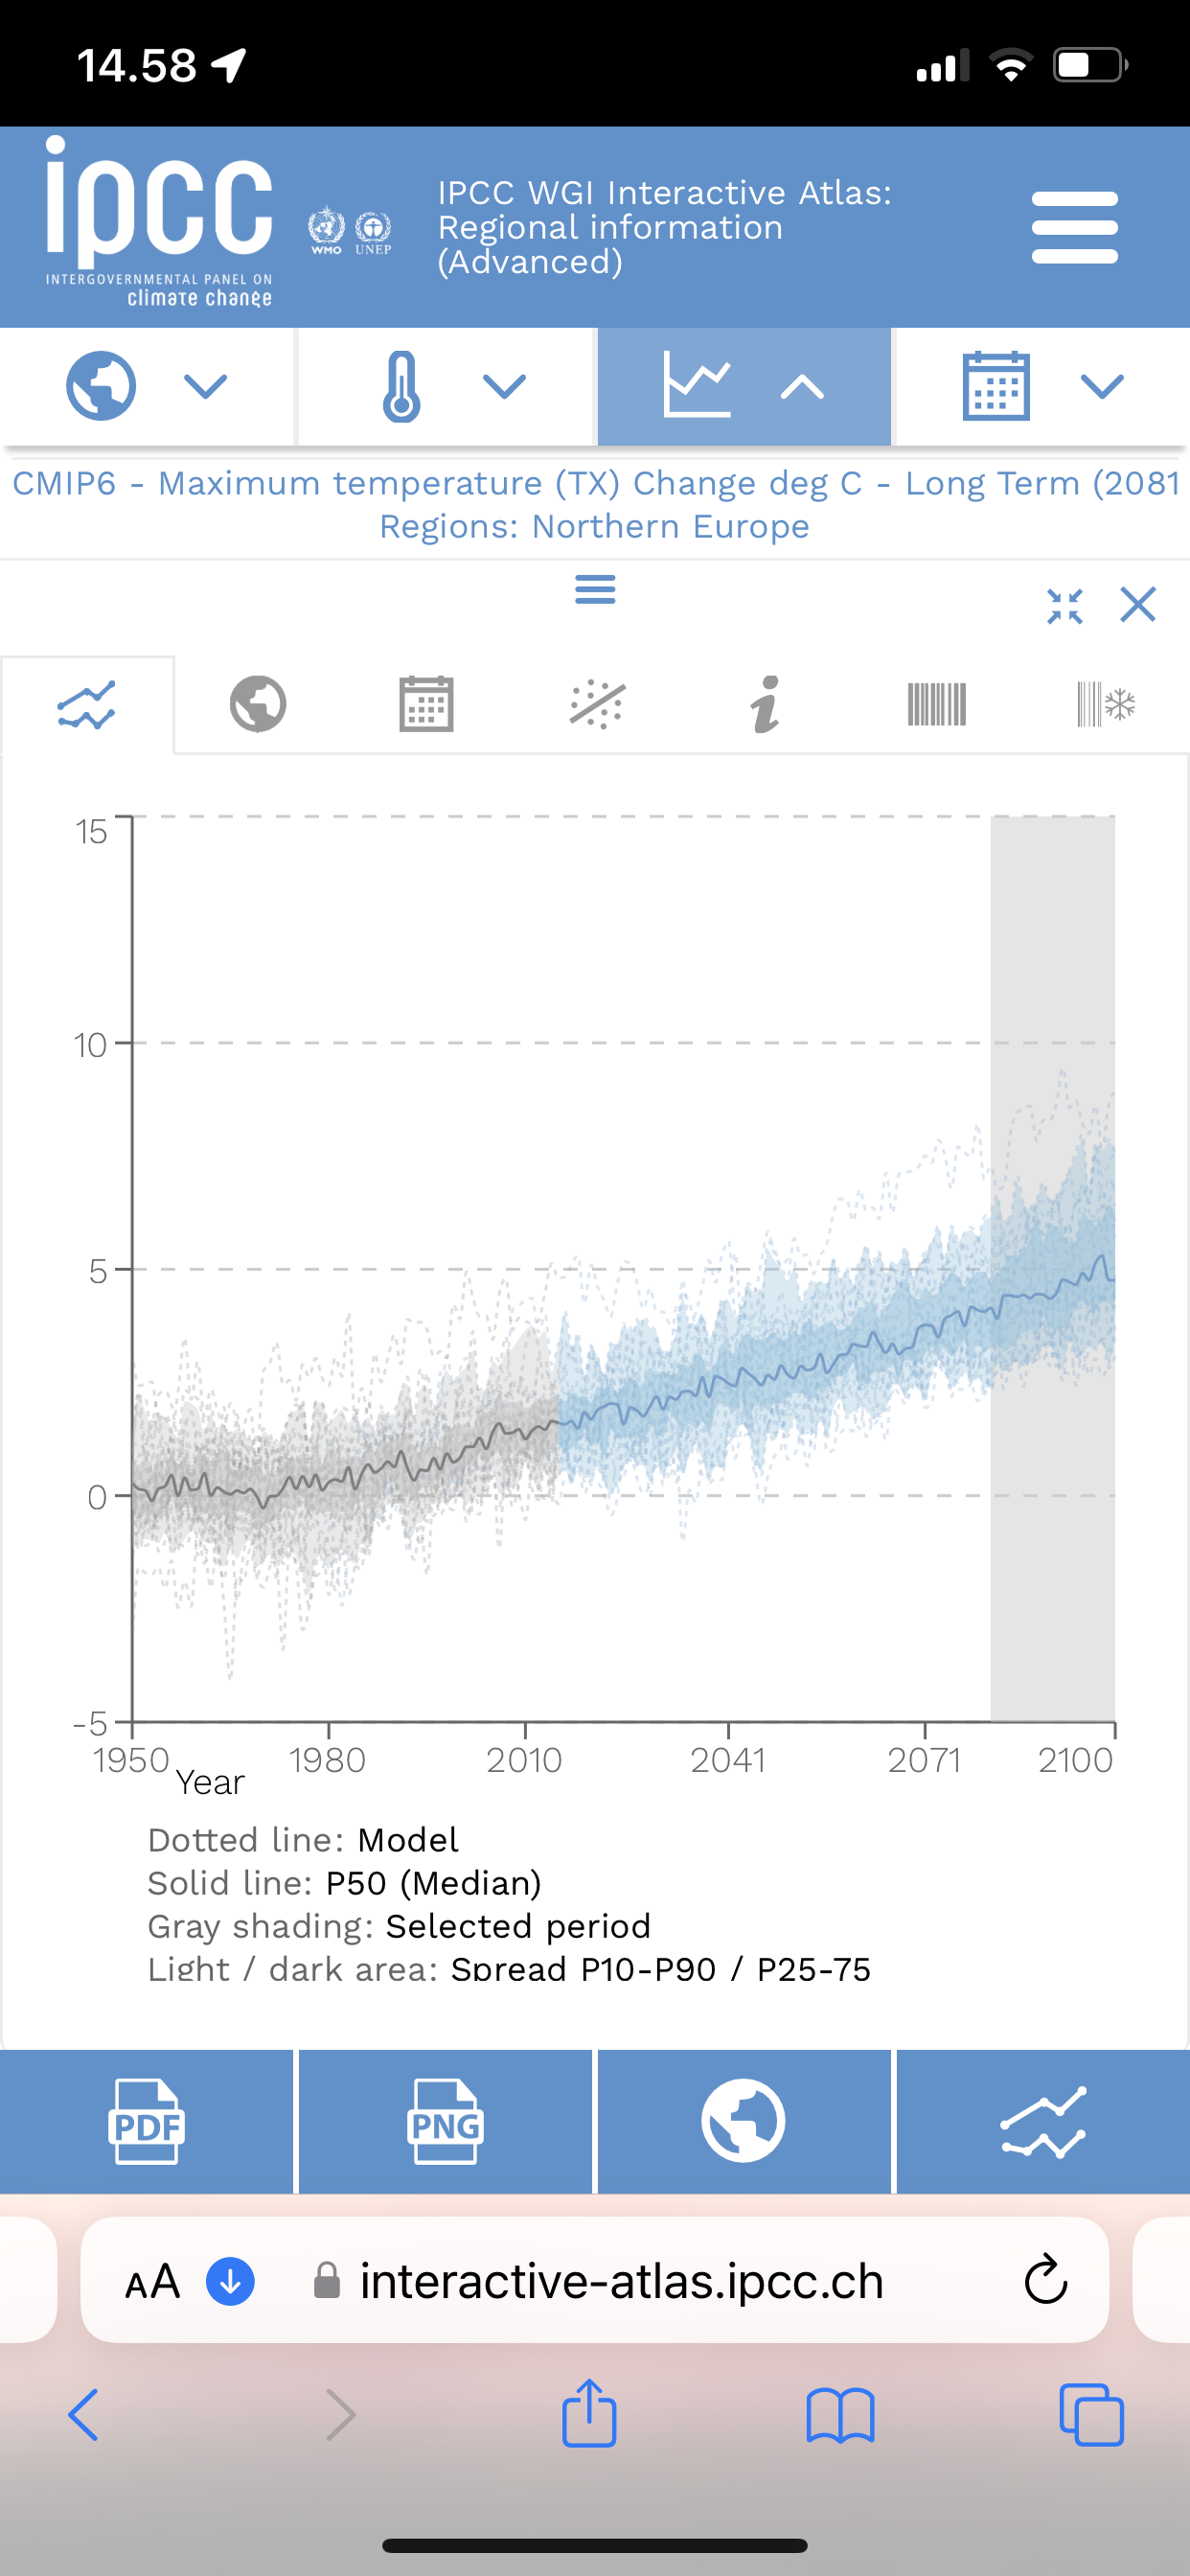 14.58
ipcc
INTERGOVERNMENTAL PANEL ON
climate change
WMO
UNEP
IPCC WGI Interactive Atlas:
Regional information
(Advanced)
CMIP6 - Maximum temperature (TX) Change deg C - Long Term (2081
Regions: Northern Europe
15
10
5
0
-5
1950 1980 2010 2041 2071 2100
Year
Dotted line: Model
Solid line: P50 (Median)
Gray shading: Selected period
Light / dark area: Spread P10-P90 / P25-75
PDF PNG
AA interactive-atlas.ipcc.ch